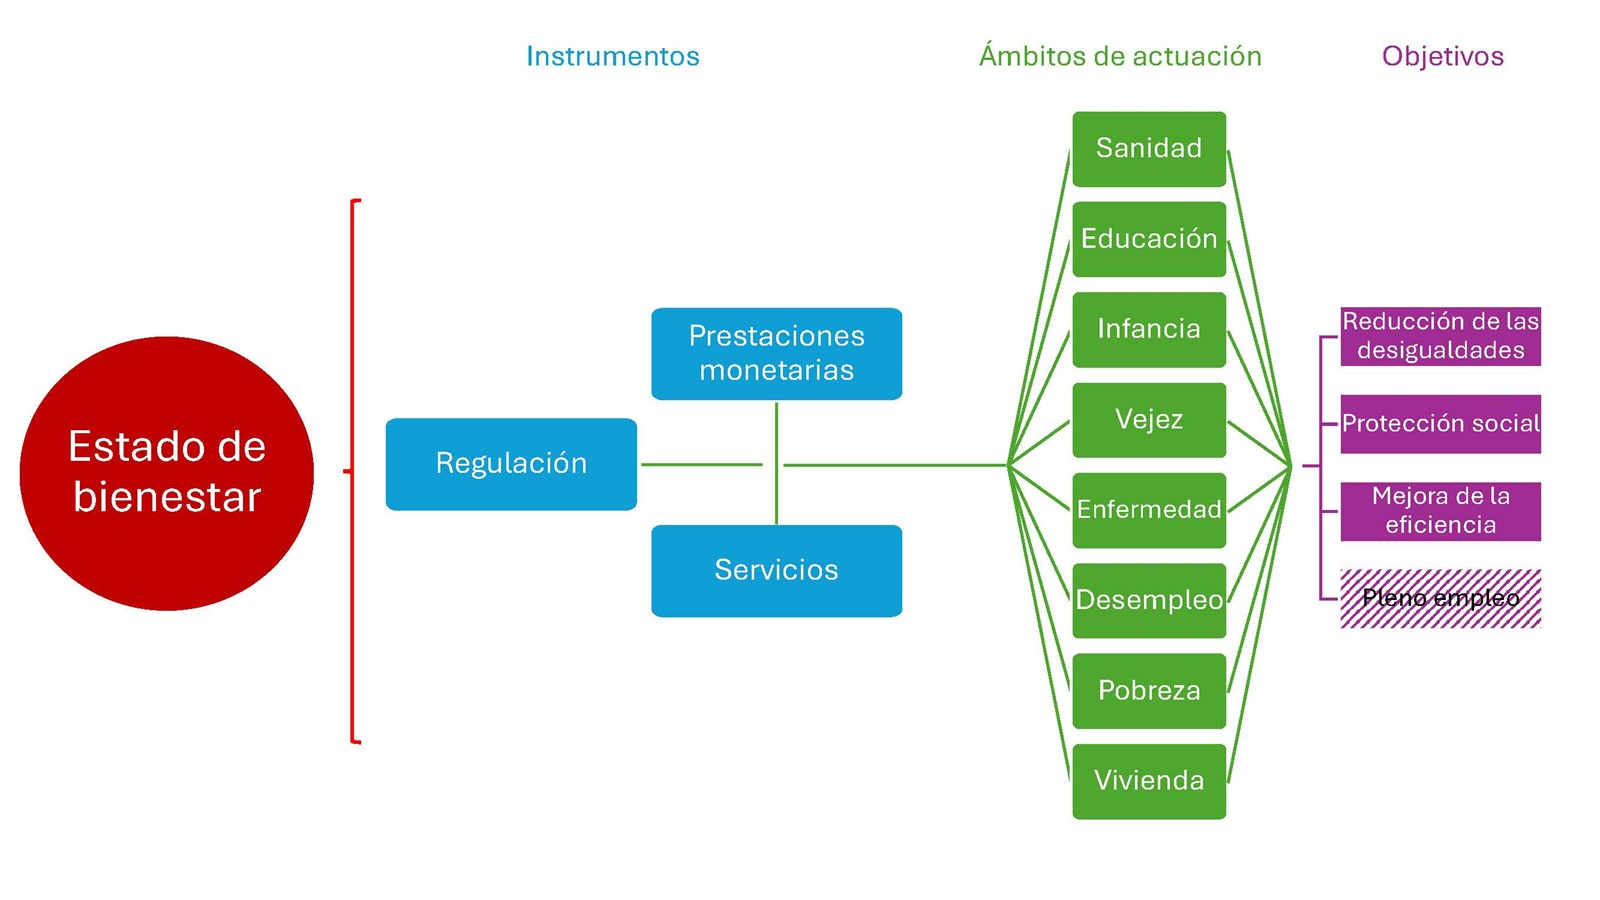 Instrumentos
Ámbitos de actuación
Objetivos
Estado de
bienestar
Regulación
Prestaciones
monetarias
Servicios
Sanidad
Educación
Infancia
Vejez
Enfermedad
Desempleo
Pobreza
Vivienda
Reducción de las
desigualdades
Protección social
Mejora de la
eficiencia
Pleno empleo